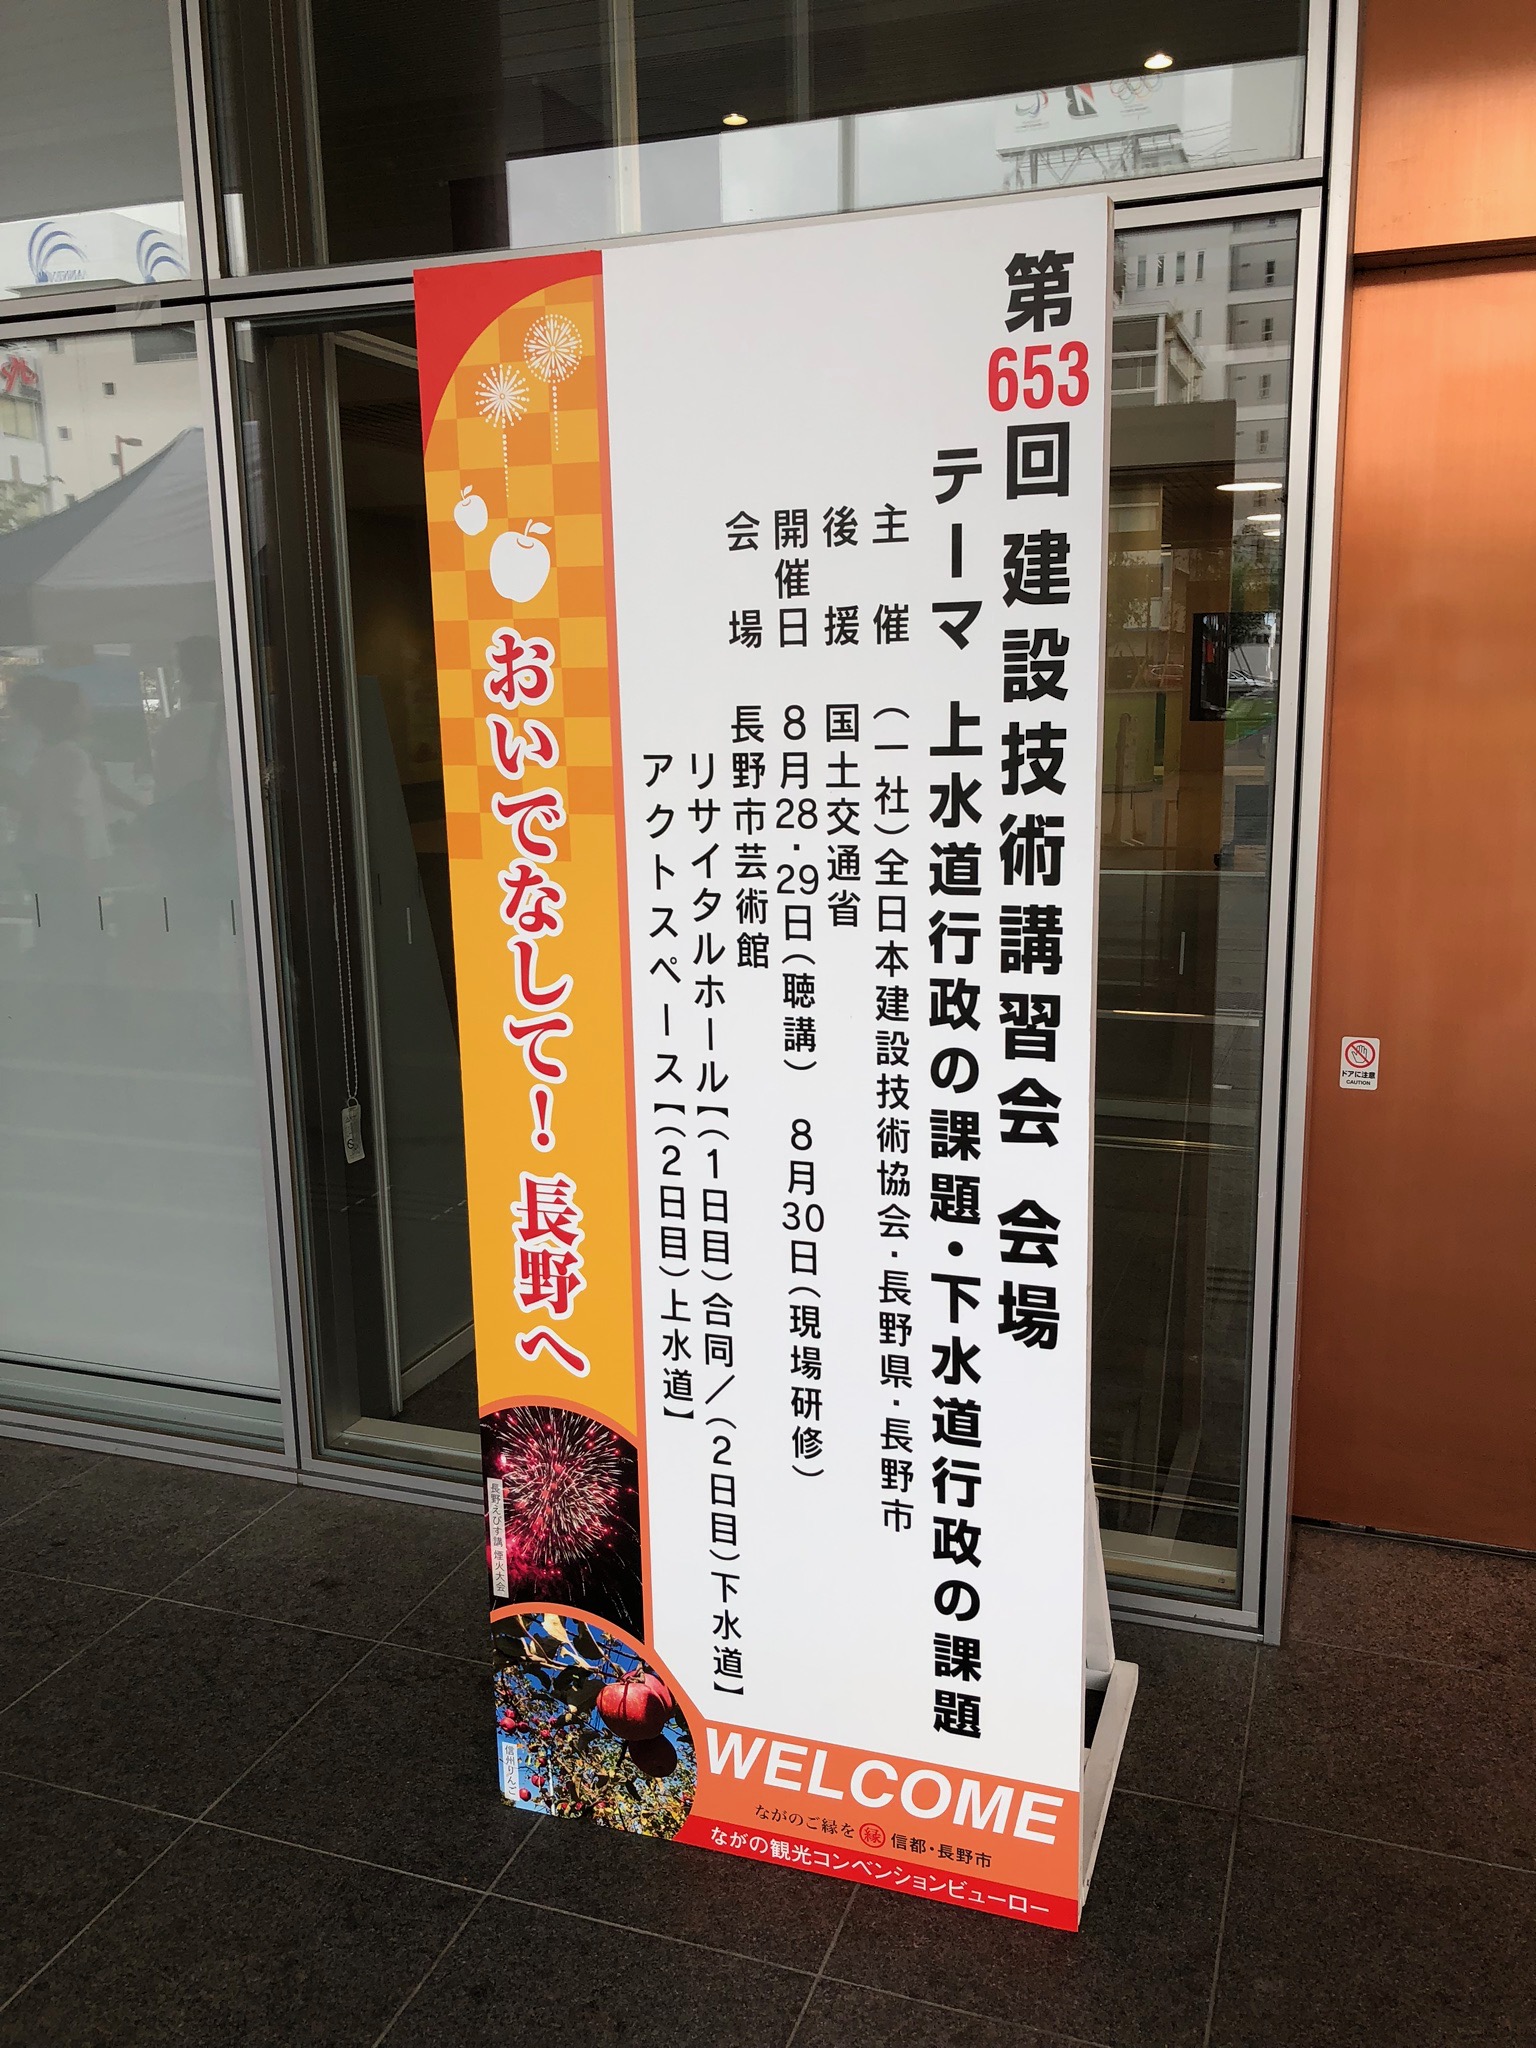 第653回 建設技術講習会 会場
テーマ 上水道行政の課題・下水道行政の課題
主催 (一社)全日本建設技術協会・長野県・長野市
後援 国土交通省
開催日 8月28・29日(聴講) 8月30日(現場研修)
会場 長野市芸術館
リサイタルホール【(1日目)合同/(2日目)下水道】
アクトスペース【(2日目)上水道】
おいでなして!長野へ
長野えびす講 煙火大会
信州りんご
WELCOME
ながのご縁を 縁 信都・長野市
ながの観光コンベンションビューロー
ドアに注意
CAUTION